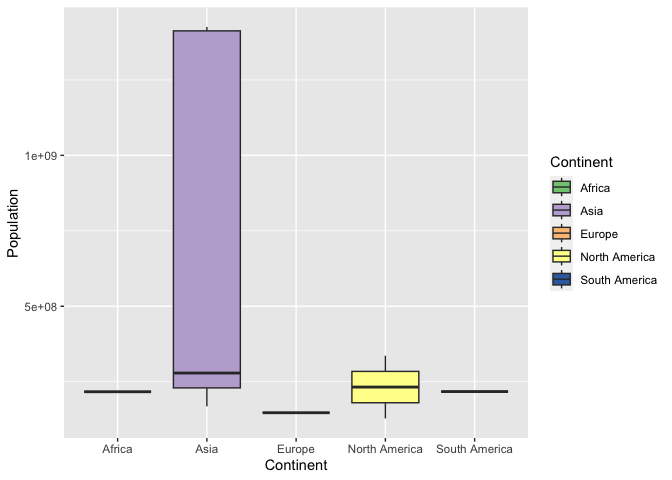 Population
1e+09
5e+08
Africa
Asia
Europe
North America
South America
Continent
Continent
Africa
Asia
Europe
North America
South America